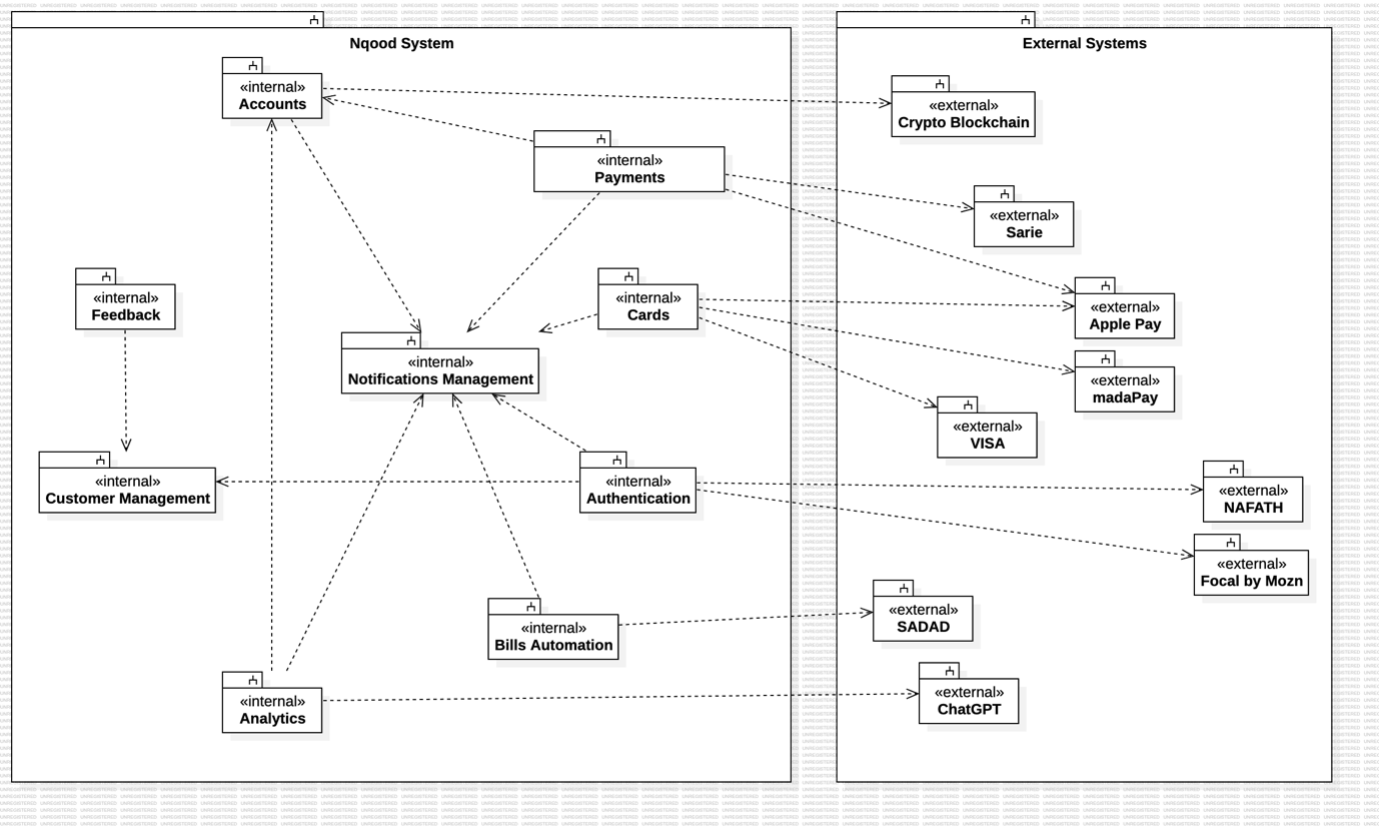 Nqood System
External Systems
«internal»
Accounts
«external»
Crypto Blockchain
«internal»
Payments
«external»
Sarie
«internal»
Feedback
«internal»
Cards
«external»
Apple Pay
«internal»
Notifications Management
«external»
madaPay
«external»
VISA
«internal»
Customer Management
«internal»
Authentication
«external»
NAFATH
«external»
Focal by Mozn
«internal»
Bills Automation
«external»
SADAD
«internal»
Analytics
«external»
ChatGPT
UNREGISTERED